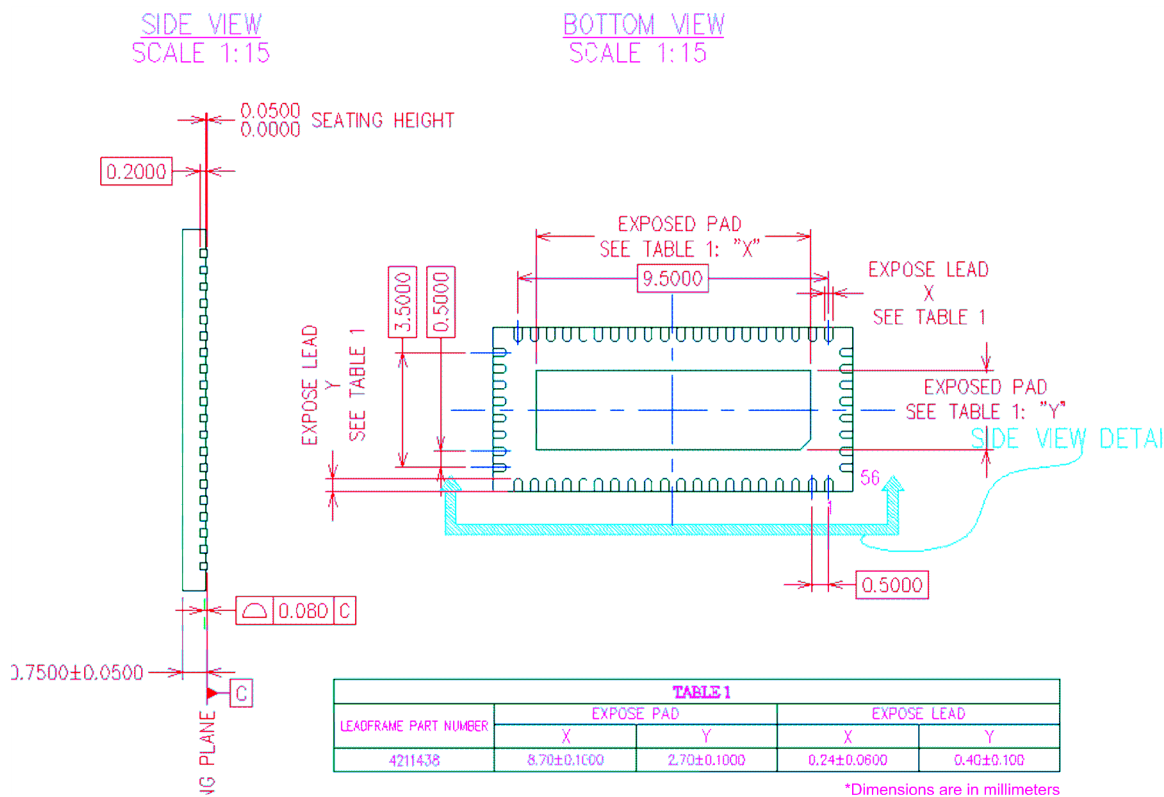 SIDE VIEW
SCALE 1:15
BOTTOM VIEW
SCALE 1:15
0.0500
0.0000
SEATING HEIGHT
0.2000
EXPOSED PAD
SEE TABLE 1: "X"
9.5000
EXPOSE LEAD
X
SEE TABLE 1
3.5000
0.5000
EXPOSE LEAD
Y
SEE TABLE 1
EXPOSED PAD
SEE TABLE 1: "Y"
SIDE VIEW DETAI
56
1
0.5000
0.080 C
0.7500±0.0500
C
NG PLANE
TABLE 1
LEADFRAME PART NUMBER EXPOSE PAD EXPOSE LEAD
X Y X Y
4211438 8.70±0.1000 2.70±0.1000 0.24±0.0600 0.40±0.100
*Dimensions are in millimeters